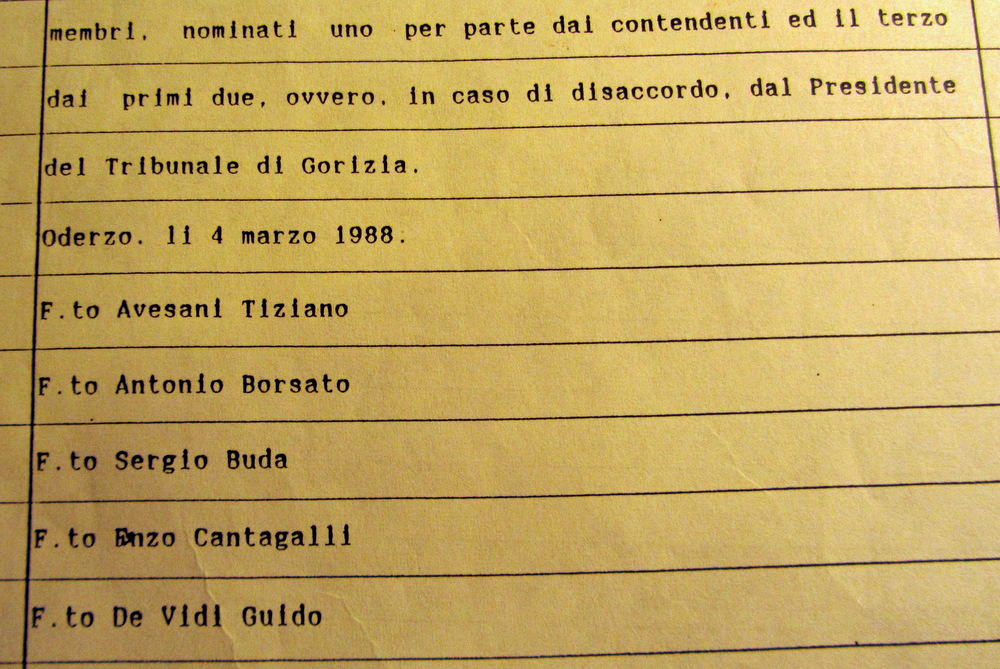 membri, nominati uno per parte dai contendenti ed il terzo
dai primi due, ovvero, in caso di disaccordo, dal Presidente
del Tribunale di Gorizia.
Oderzo. li 4 marzo 1988.
F.to Avesani Tiziano
F.to Antonio Borsato
F.to Sergio Buda
F.to Enzo Cantagalli
F.to De Vidi Guido